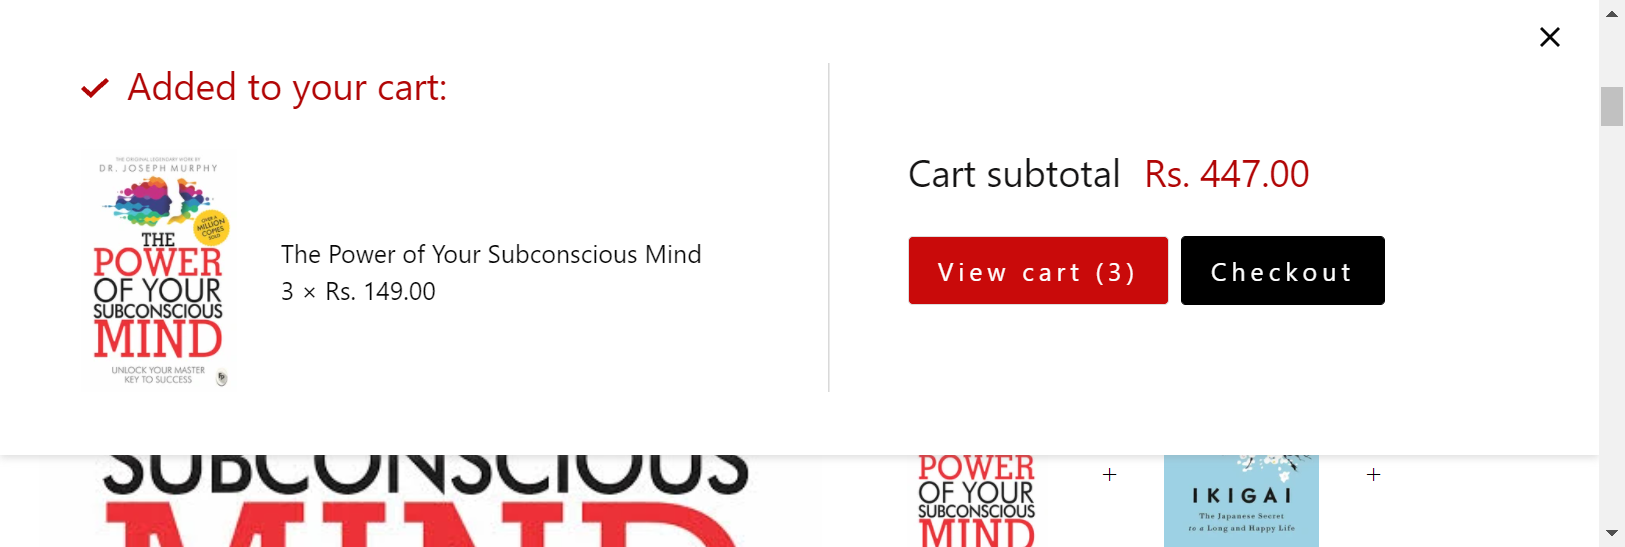 Added to your cart:
THE ORIGINAL LEGENDARY WORK BY
DR. JOSEPH MURPHY
OVER A
MILLION
COPIES
SOLD
THE
POWER
OF YOUR
SUBCONSCIOUS
MIND
UNLOCK YOUR MASTER
KEY TO SUCCESS
The Power of Your Subconscious Mind
3 × Rs. 149.00
Cart subtotal Rs. 447.00
View cart (3)
Checkout
SUBCONSCIOUS
MIND
POWER
OF YOUR
SUBCONSCIOUS
MIND
+
IKIGAI
The Japanese Secret
to a Long and Happy Life
+